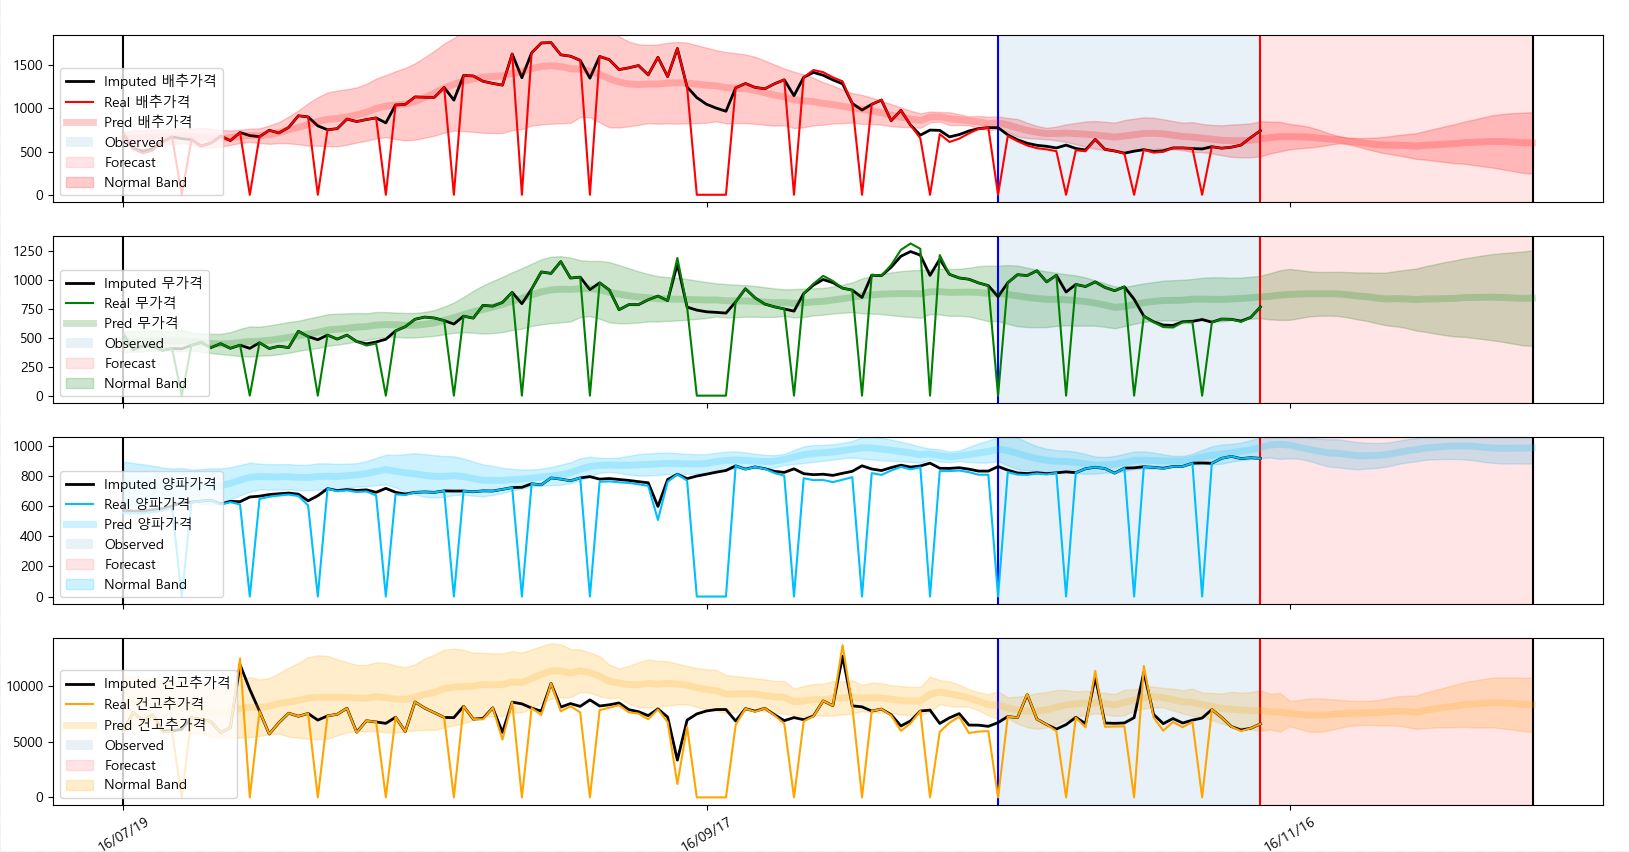 1500
1000
500
0
Imputed 배추가격
Real 배추가격
Pred 배추가격
Observed
Forecast
Normal Band
1250
1000
750
500
250
0
Imputed 무가격
Real 무가격
Pred 무가격
Observed
Forecast
Normal Band
1000
800
600
400
200
0
Imputed 양파가격
Real 양파가격
Pred 양파가격
Observed
Forecast
Normal Band
10000
5000
0
Imputed 건고추가격
Real 건고추가격
Pred 건고추가격
Observed
Forecast
Normal Band
16/07/19
16/09/17
16/11/16